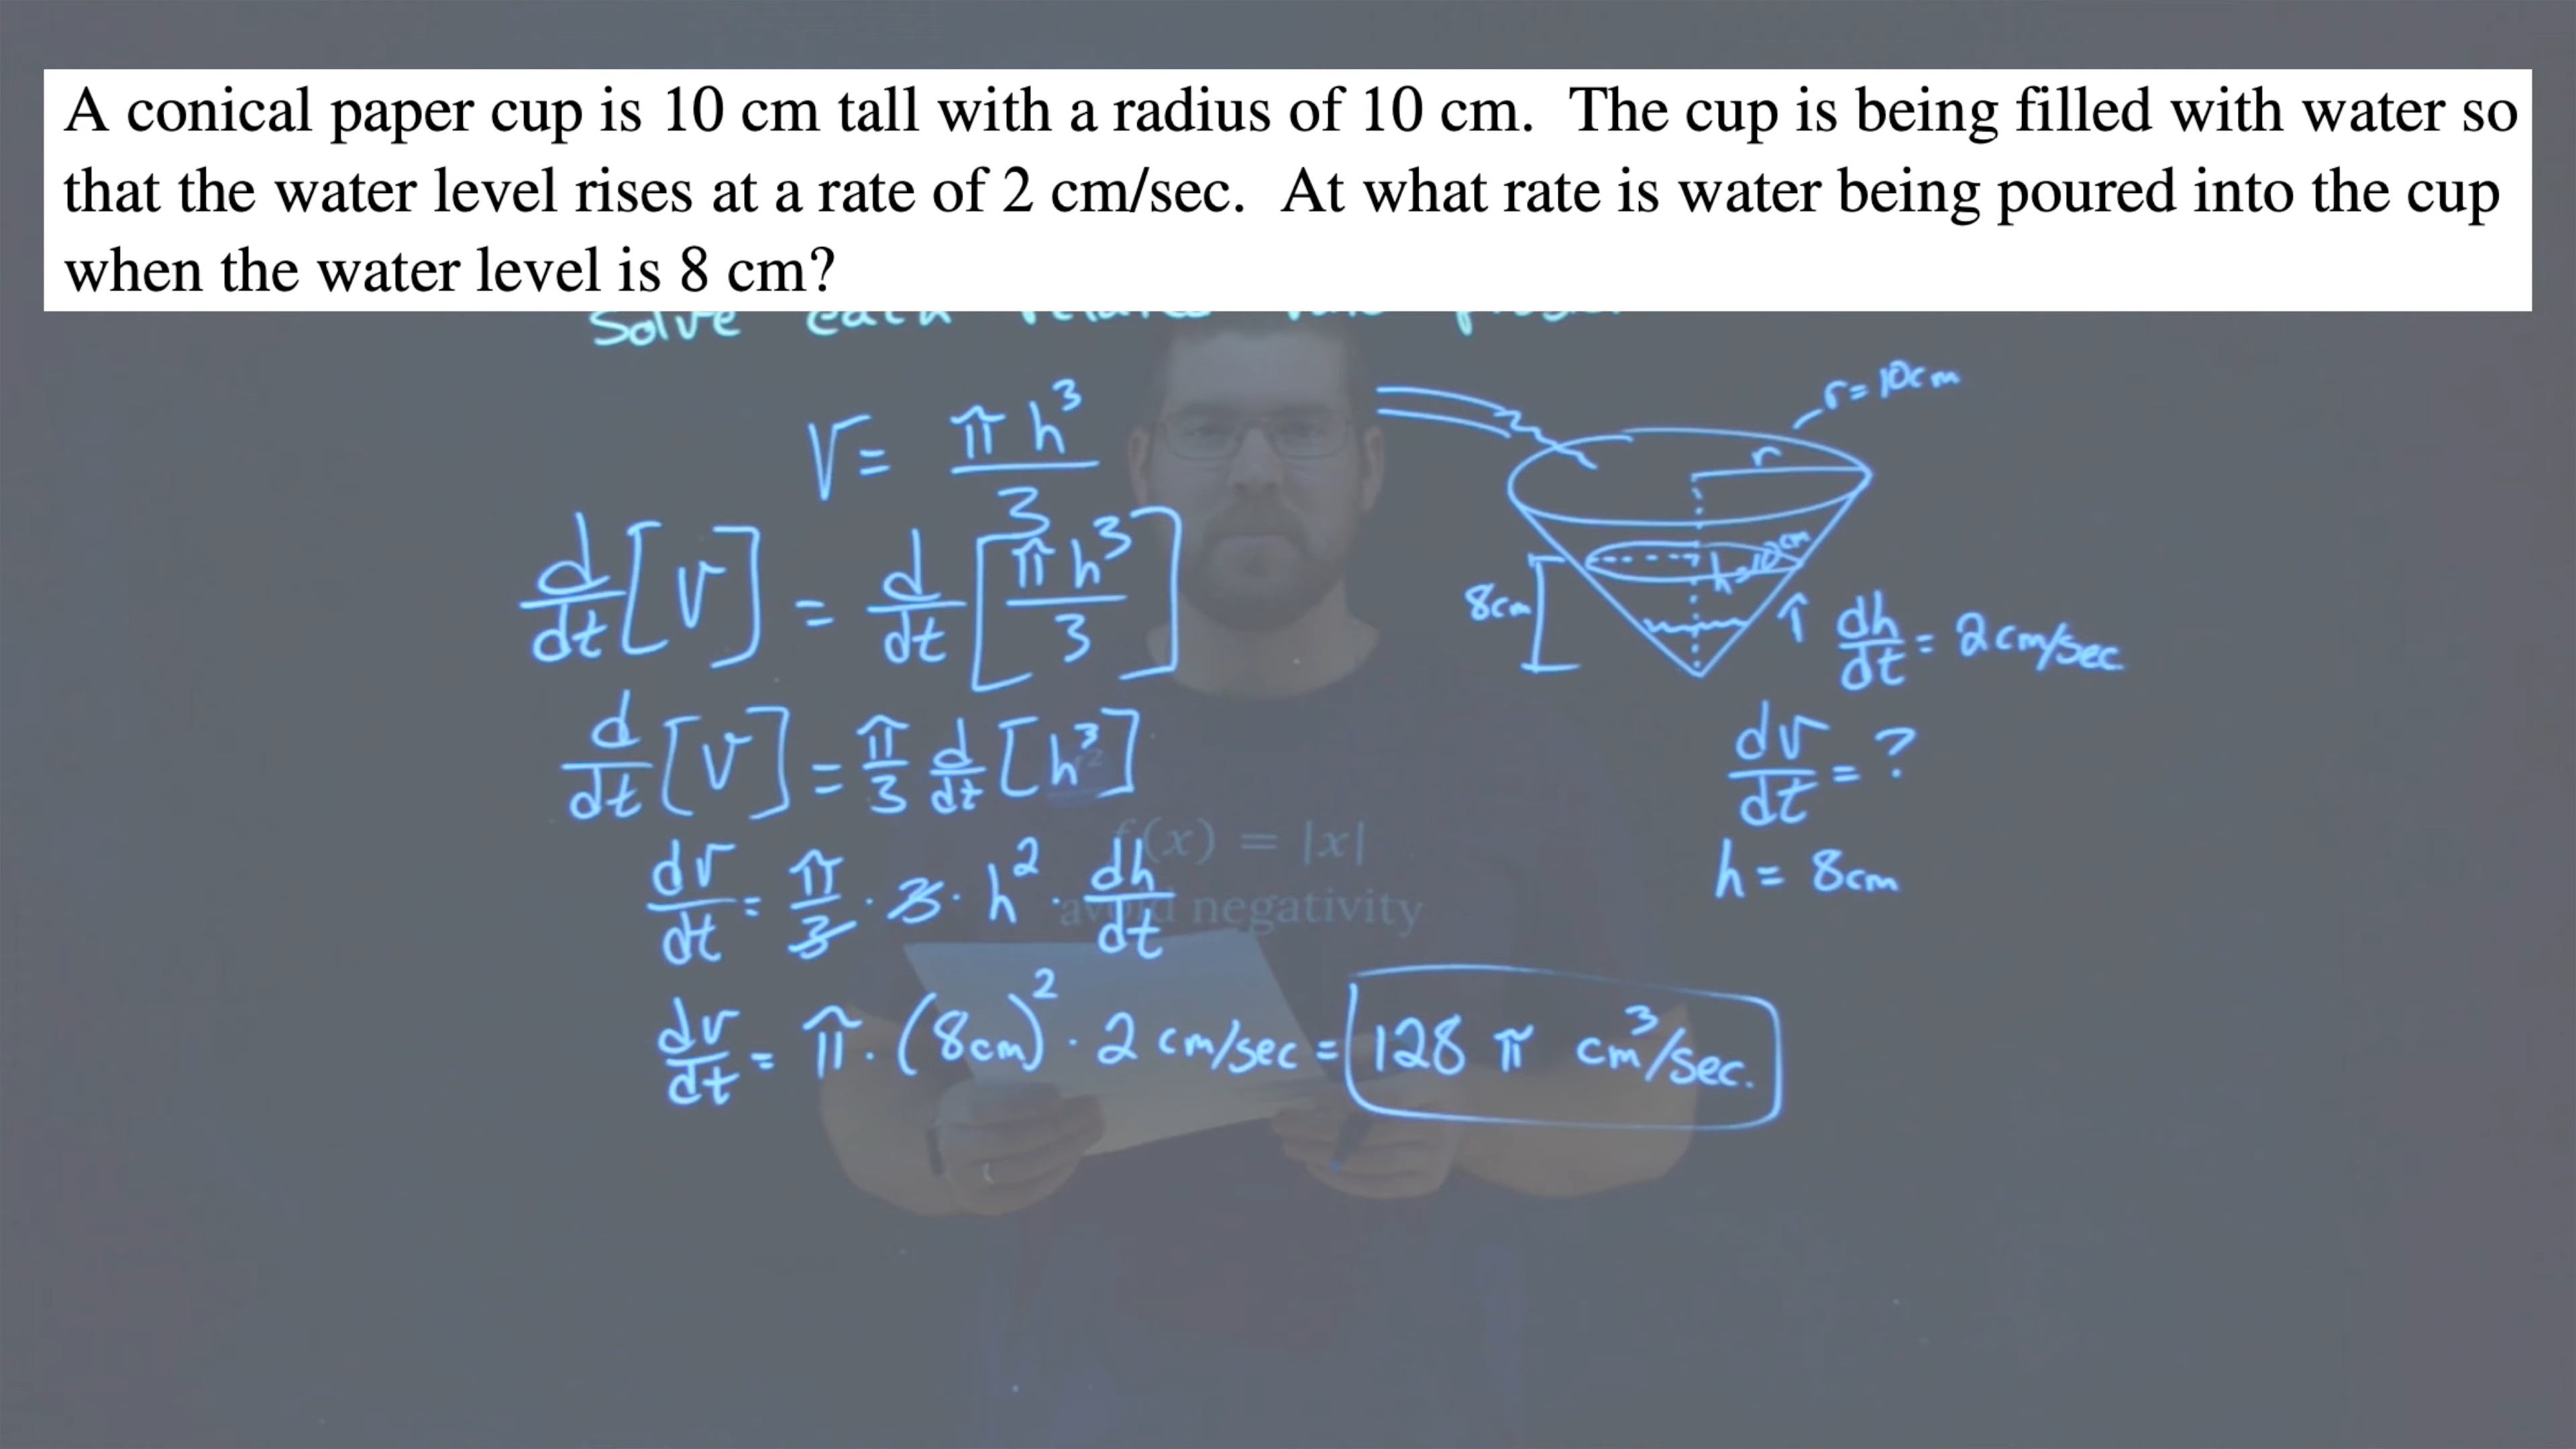 A conical paper cup is 10 cm tall with a radius of 10 cm. The cup is being filled with water so
that the water level rises at a rate of 2 cm/sec. At what rate is water being poured into the cup
when the water level is 8 cm?
Solve each
V = πh³/3
r = 10cm
r
h=10cm
8cm
d/dt[V] = d/dt[πh³/3]
↑ dh/dt = 2cm/sec
d/dt[V] = π/3 d/dt[h³]
dV/dt = ?
f(x) = |x|
avoid negativity
dV/dt = π/3 · 3 · h² · dh/dt
h = 8cm
dV/dt = π · (8cm)² · 2 cm/sec = 128 π cm³/sec.